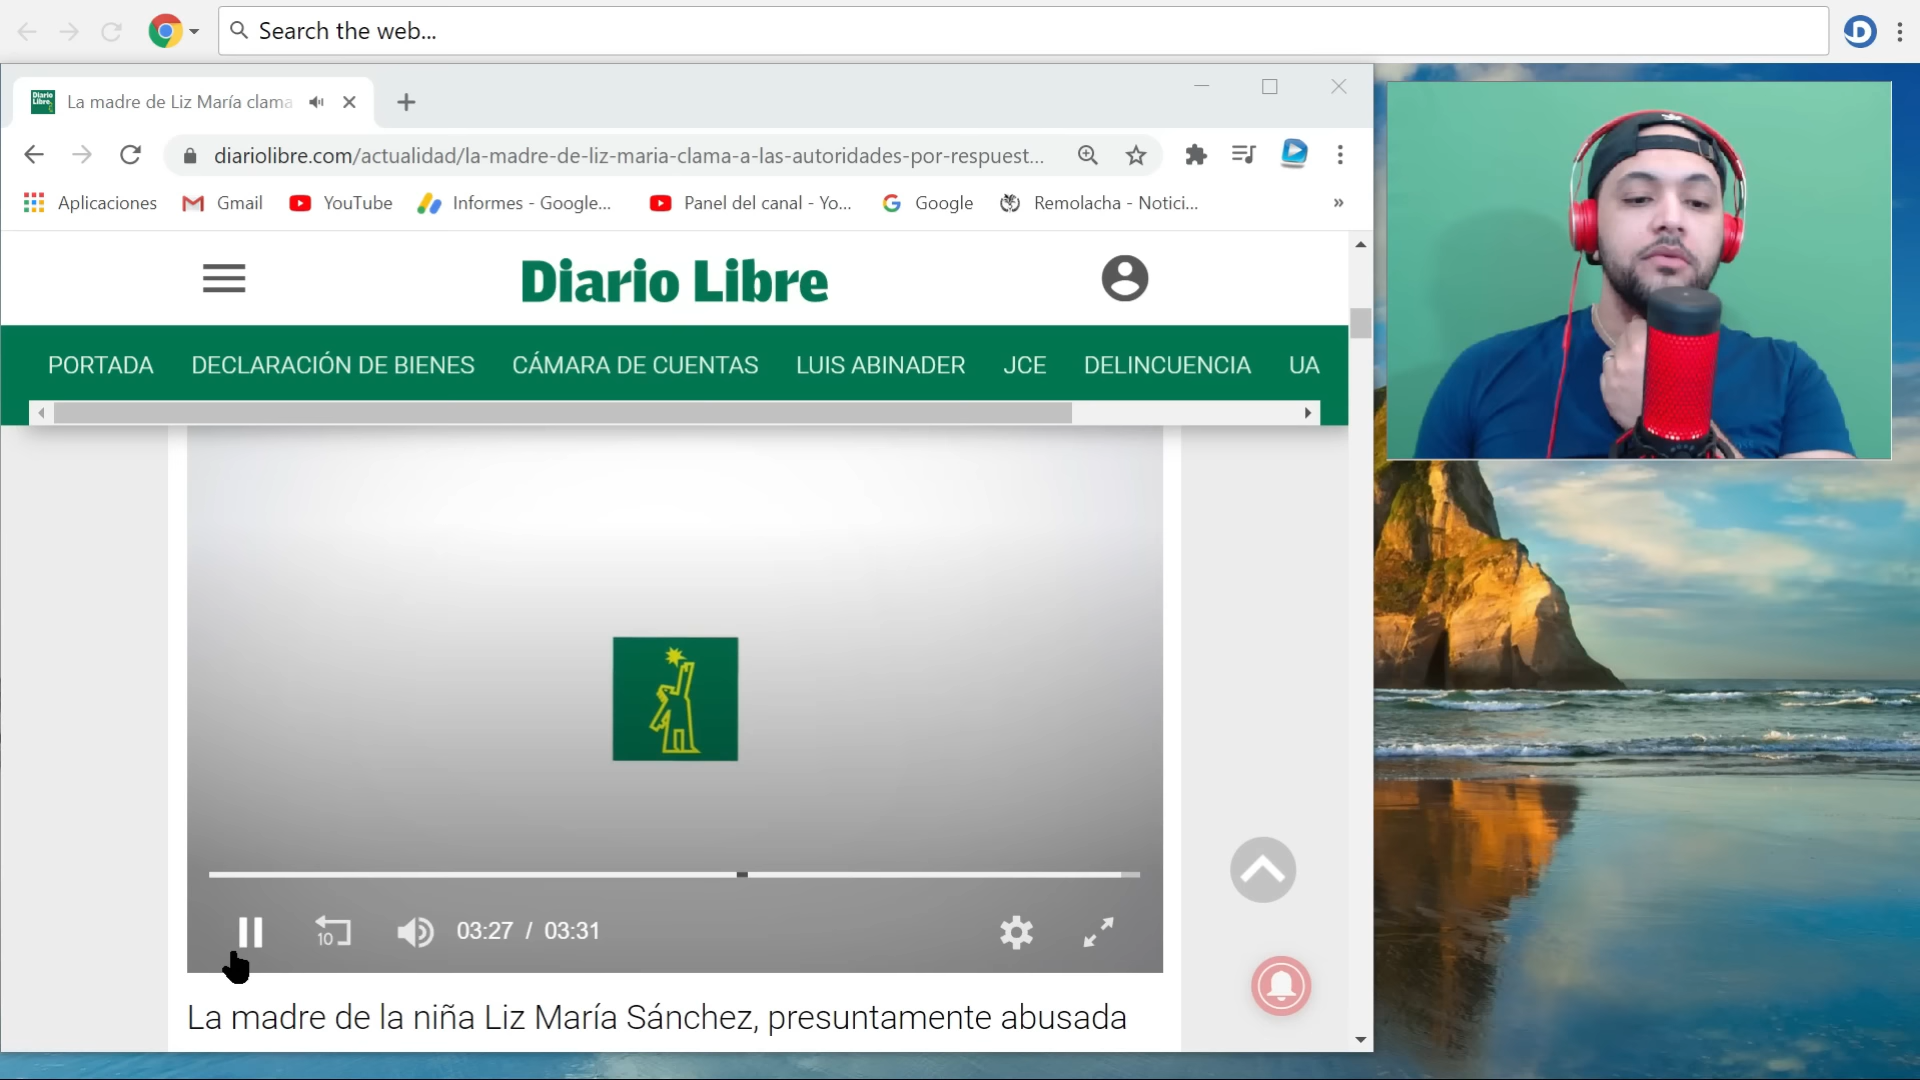 Search the web...
La madre de Liz María clama
diariolibre.com/actualidad/la-madre-de-liz-maria-clama-a-las-autoridades-por-respuest...
Aplicaciones Gmail YouTube Informes - Google... Panel del canal - Yo... Google Remolacha - Notici... »
Diario Libre
PORTADA DECLARACIÓN DE BIENES CÁMARA DE CUENTAS LUIS ABINADER JCE DELINCUENCIA UA
10 03:27 / 03:31
La madre de la niña Liz María Sánchez, presuntamente abusada